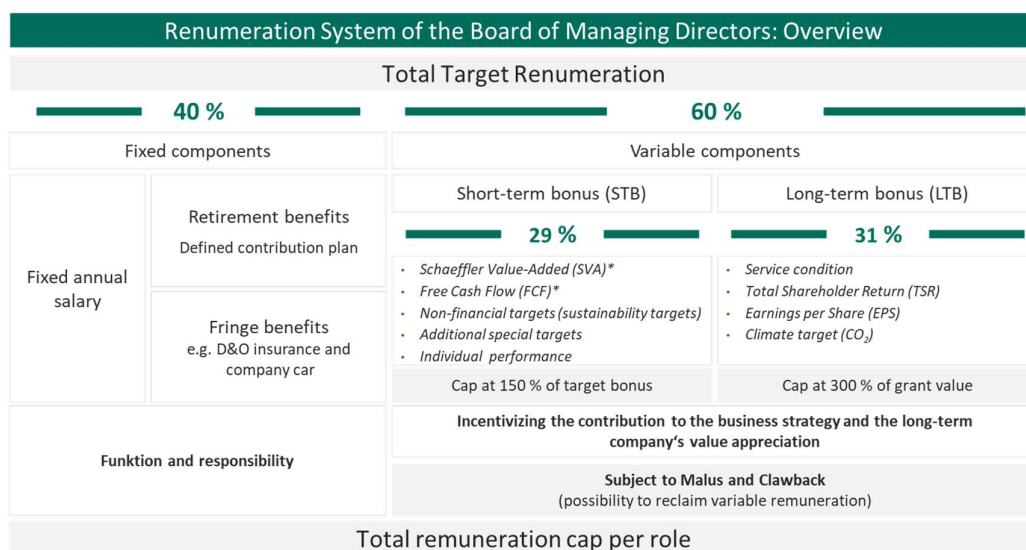 Renumeration System of the Board of Managing Directors: Overview
Total Target Renumeration
40 %
60 %
Fixed components
Variable components
Fixed annual
salary
Retirement benefits
Defined contribution plan
Fringe benefits
e.g. D&O insurance and
company car
Short-term bonus (STB)
Long-term bonus (LTB)
29 %
31 %
• Schaeffler Value-Added (SVA)*
• Free Cash Flow (FCF)*
• Non-financial targets (sustainability targets)
• Additional special targets
• Individual performance
• Service condition
• Total Shareholder Return (TSR)
• Earnings per Share (EPS)
• Climate target (CO₂)
Cap at 150 % of target bonus
Cap at 300 % of grant value
Funktion and responsibility
Incentivizing the contribution to the business strategy and the long-term
company‘s value appreciation
Subject to Malus and Clawback
(possibility to reclaim variable remuneration)
Total remuneration cap per role